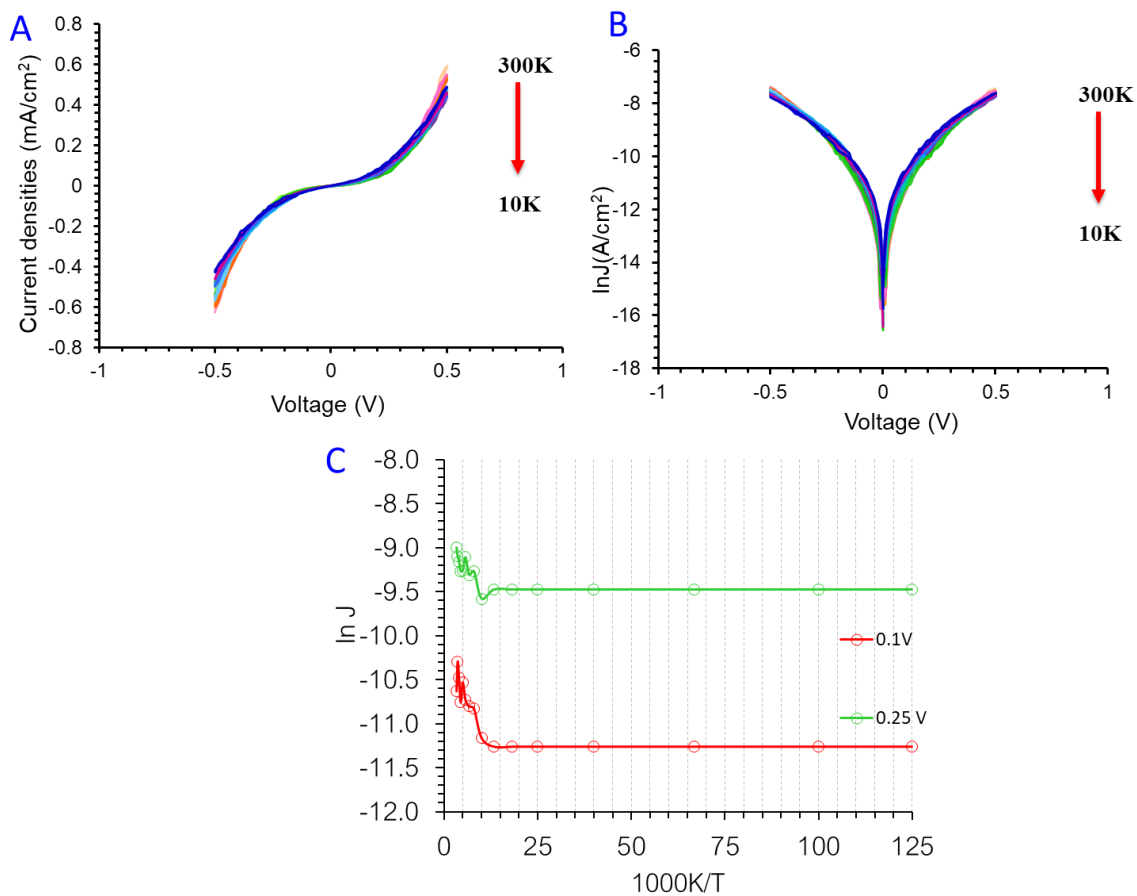 A
Current densities (mA/cm²)
0.8
0.6
0.4
0.2
0
-0.2
-0.4
-0.6
-0.8
-1
-0.5
0
0.5
1
Voltage (V)
300K
10K
B
lnJ(A/cm²)
-6
-8
-10
-12
-14
-16
-18
-1
-0.5
0
0.5
1
Voltage (V)
300K
10K
C
ln J
-8.0
-8.5
-9.0
-9.5
-10.0
-10.5
-11.0
-11.5
-12.0
0
25
50
75
100
125
1000K/T
0.1V
0.25 V